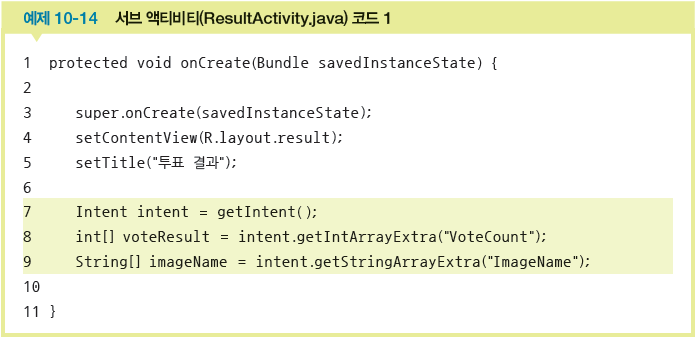 예제 10-14 서브 액티비티(ResultActivity.java) 코드 1
1 protected void onCreate(Bundle savedInstanceState) {
2
3 super.onCreate(savedInstanceState);
4 setContentView(R.layout.result);
5 setTitle("투표 결과");
6
7 Intent intent = getIntent();
8 int[] voteResult = intent.getIntArrayExtra("VoteCount");
9 String[] imageName = intent.getStringArrayExtra("ImageName");
10
11 }